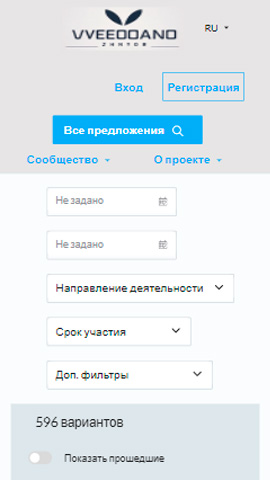 VVEEDDANO
RU
Вход
Регистрация
Все предложения
Сообщество
О проекте
Не задано
Не задано
Направление деятельности
Срок участия
Доп. фильтры
596 вариантов
Показать прошедшие